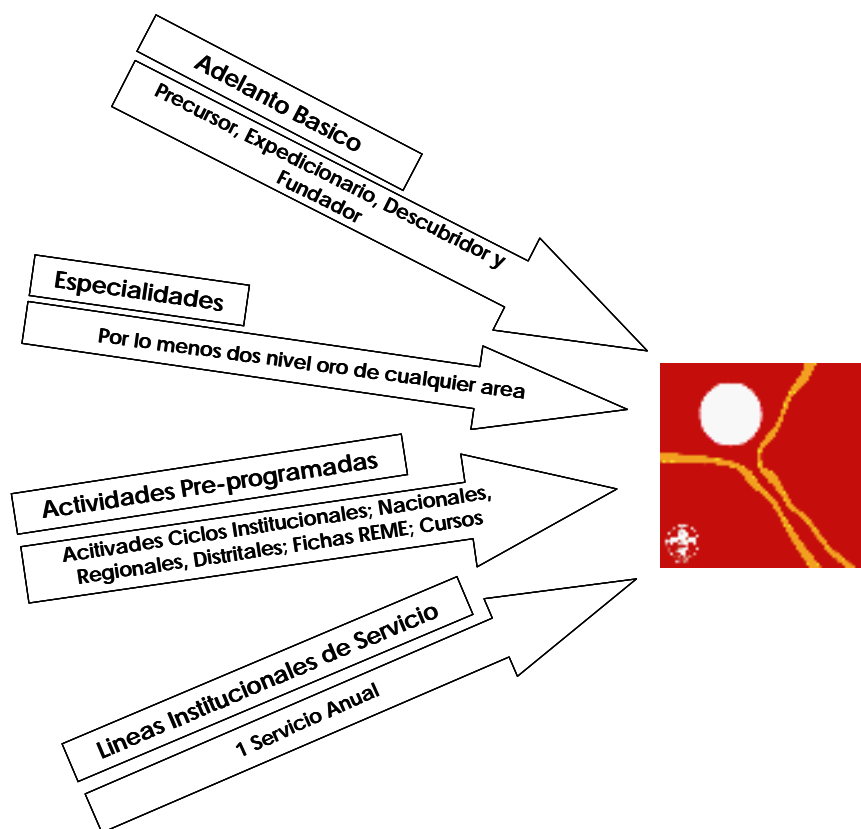 Adelanto Basico
Precursor, Expedicionario, Descubridor y
Fundador
Especialidades
Por lo menos dos nivel oro de cualquier area
Actividades Pre-programadas
Acitivades Ciclos Institucionales; Nacionales,
Regionales, Distritales; Fichas REME; Cursos
Lineas Institucionales de Servicio
1 Servicio Anual